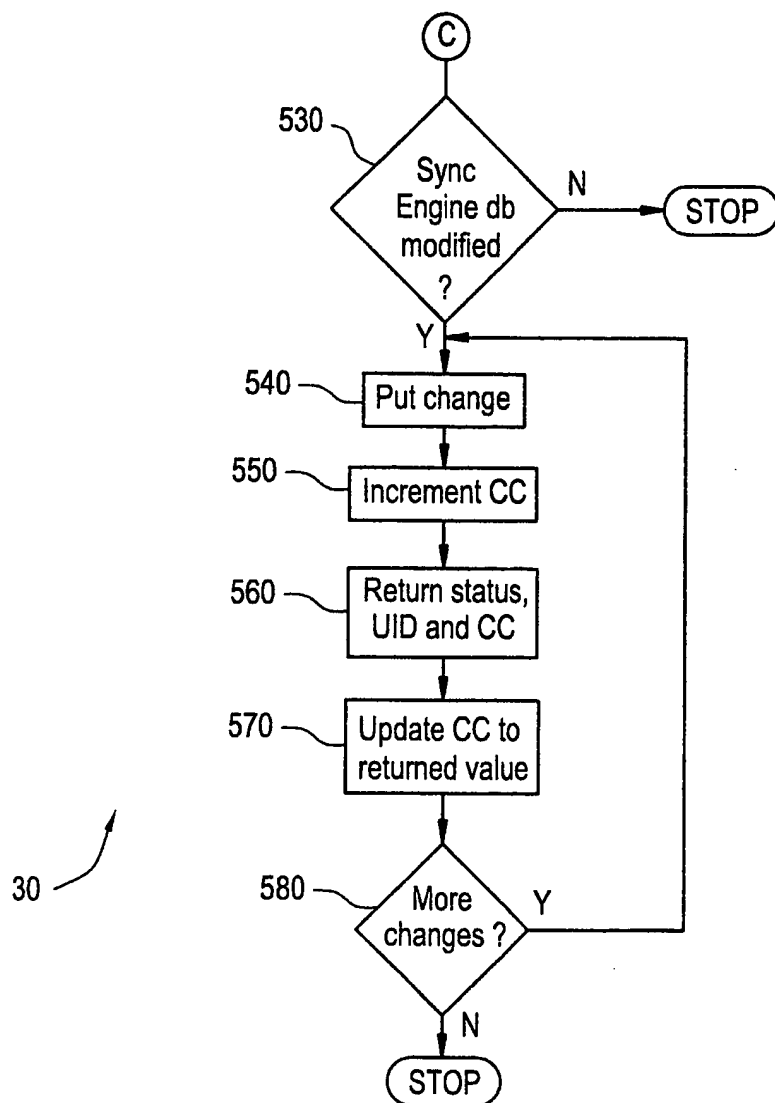 C
530
Sync
Engine db
modified
?
N
STOP
Y
540
Put change
550
Increment CC
560
Return status,
UID and CC
570
Update CC to
returned value
30
580
More
changes ?
Y
N
STOP